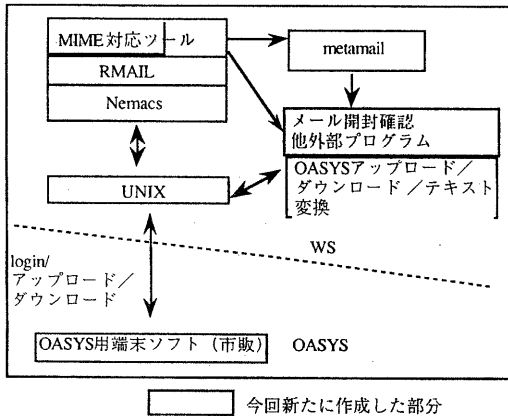 MIME対応ツール
metamail
RMAIL
Nemacs
メール開封確認
他外部プログラム
OASYSアップロード／
ダウンロード／テキスト
変換
UNIX
WS
login/
アップロード／
ダウンロード
OASYS用端末ソフト（市販）
OASYS
今回新たに作成した部分